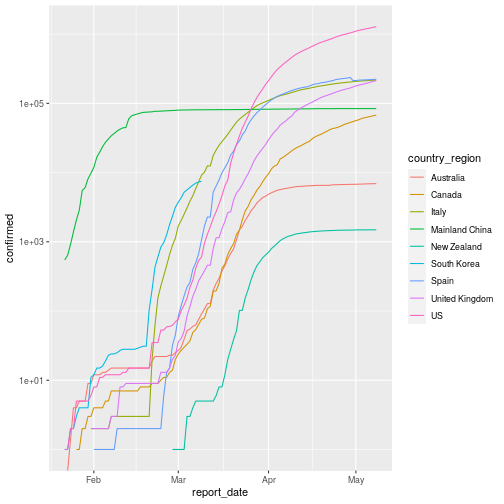 1e+05
1e+03
1e+01
confirmed
Feb
Mar
Apr
May
report_date
country_region
Australia
Canada
Italy
Mainland China
New Zealand
South Korea
Spain
United Kingdom
US